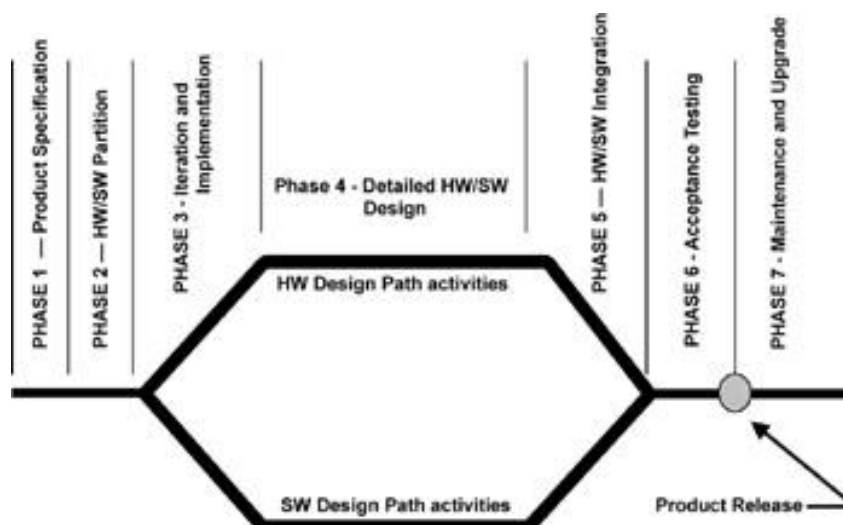 PHASE 1 — Product Specification
PHASE 2 — HW/SW Partition
PHASE 3 - Iteration and
Implementation
Phase 4 - Detailed HW/SW
Design
PHASE 5 — HW/SW Integration
PHASE 6 - Acceptance Testing
PHASE 7 - Maintenance and Upgrade
HW Design Path activities
SW Design Path activities
Product Release